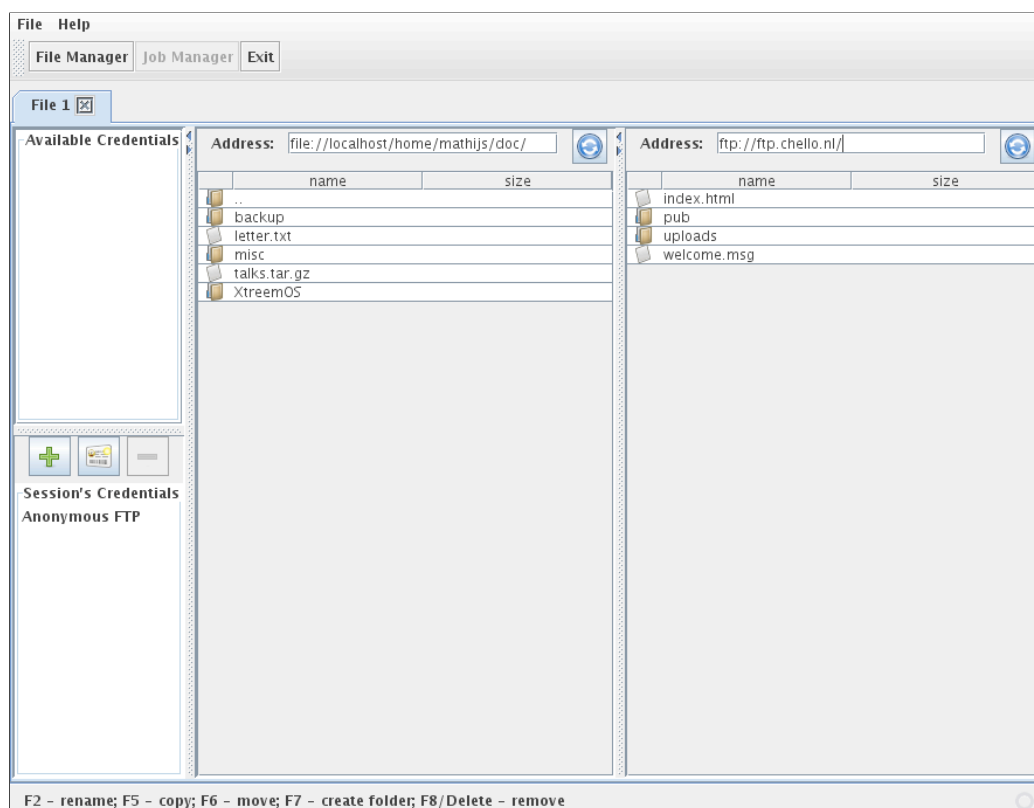 File Help
File Manager Job Manager Exit
File 1
Available Credentials
Session's Credentials
Anonymous FTP
Address: file://localhost/home/mathijs/doc/
name size
..
backup
letter.txt
misc
talks.tar.gz
XtreemOS
Address: ftp://ftp.chello.nl/
name size
index.html
pub
uploads
welcome.msg
F2 – rename; F5 – copy; F6 – move; F7 – create folder; F8/Delete – remove